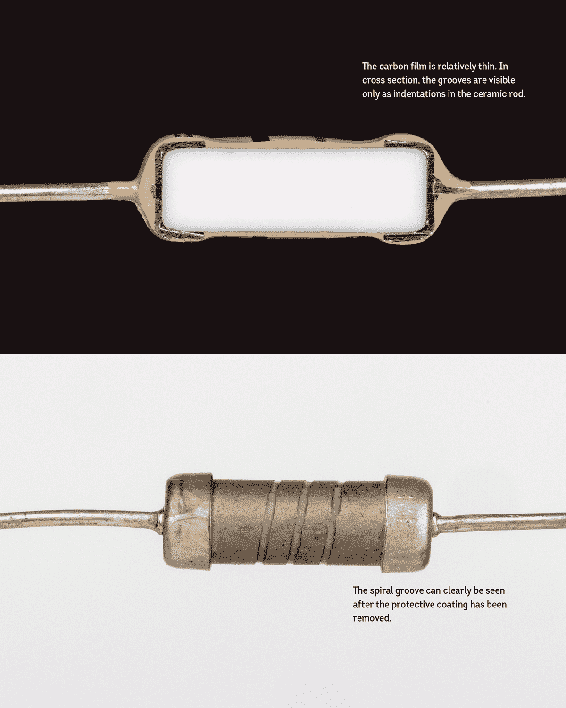 The carbon film is relatively thin. In
cross section, the grooves are visible
only as indentations in the ceramic rod.
The spiral groove can clearly be seen
after the protective coating has been
removed.